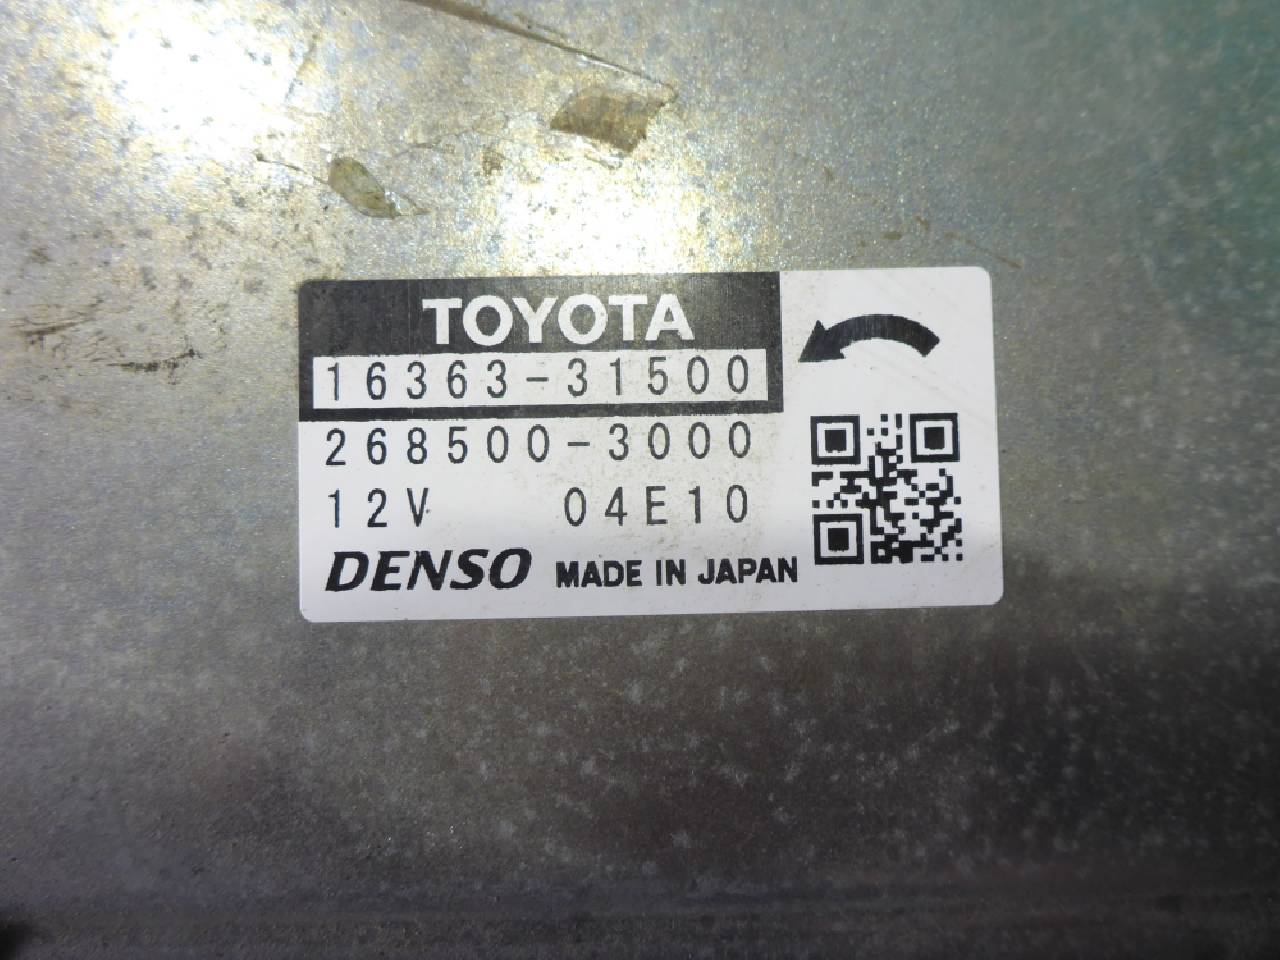 TOYOTA
16363-31500
268500-3000
12V 04E10
DENSO MADE IN JAPAN